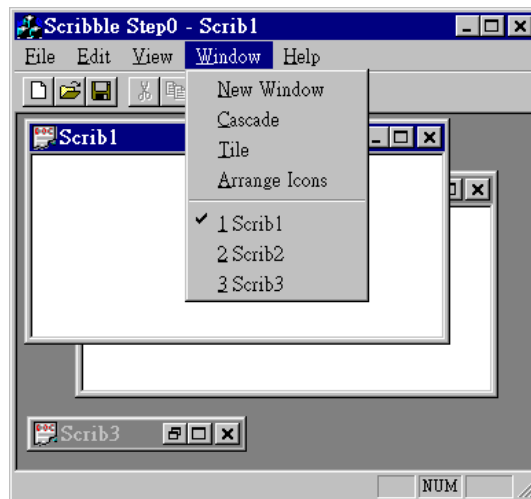 Scribble Step0 - Scrib1
File Edit View Window Help
New Window
Cascade
Tile
Arrange Icons
1 Scrib1
2 Scrib2
3 Scrib3
Scrib1
Scrib3
NUM